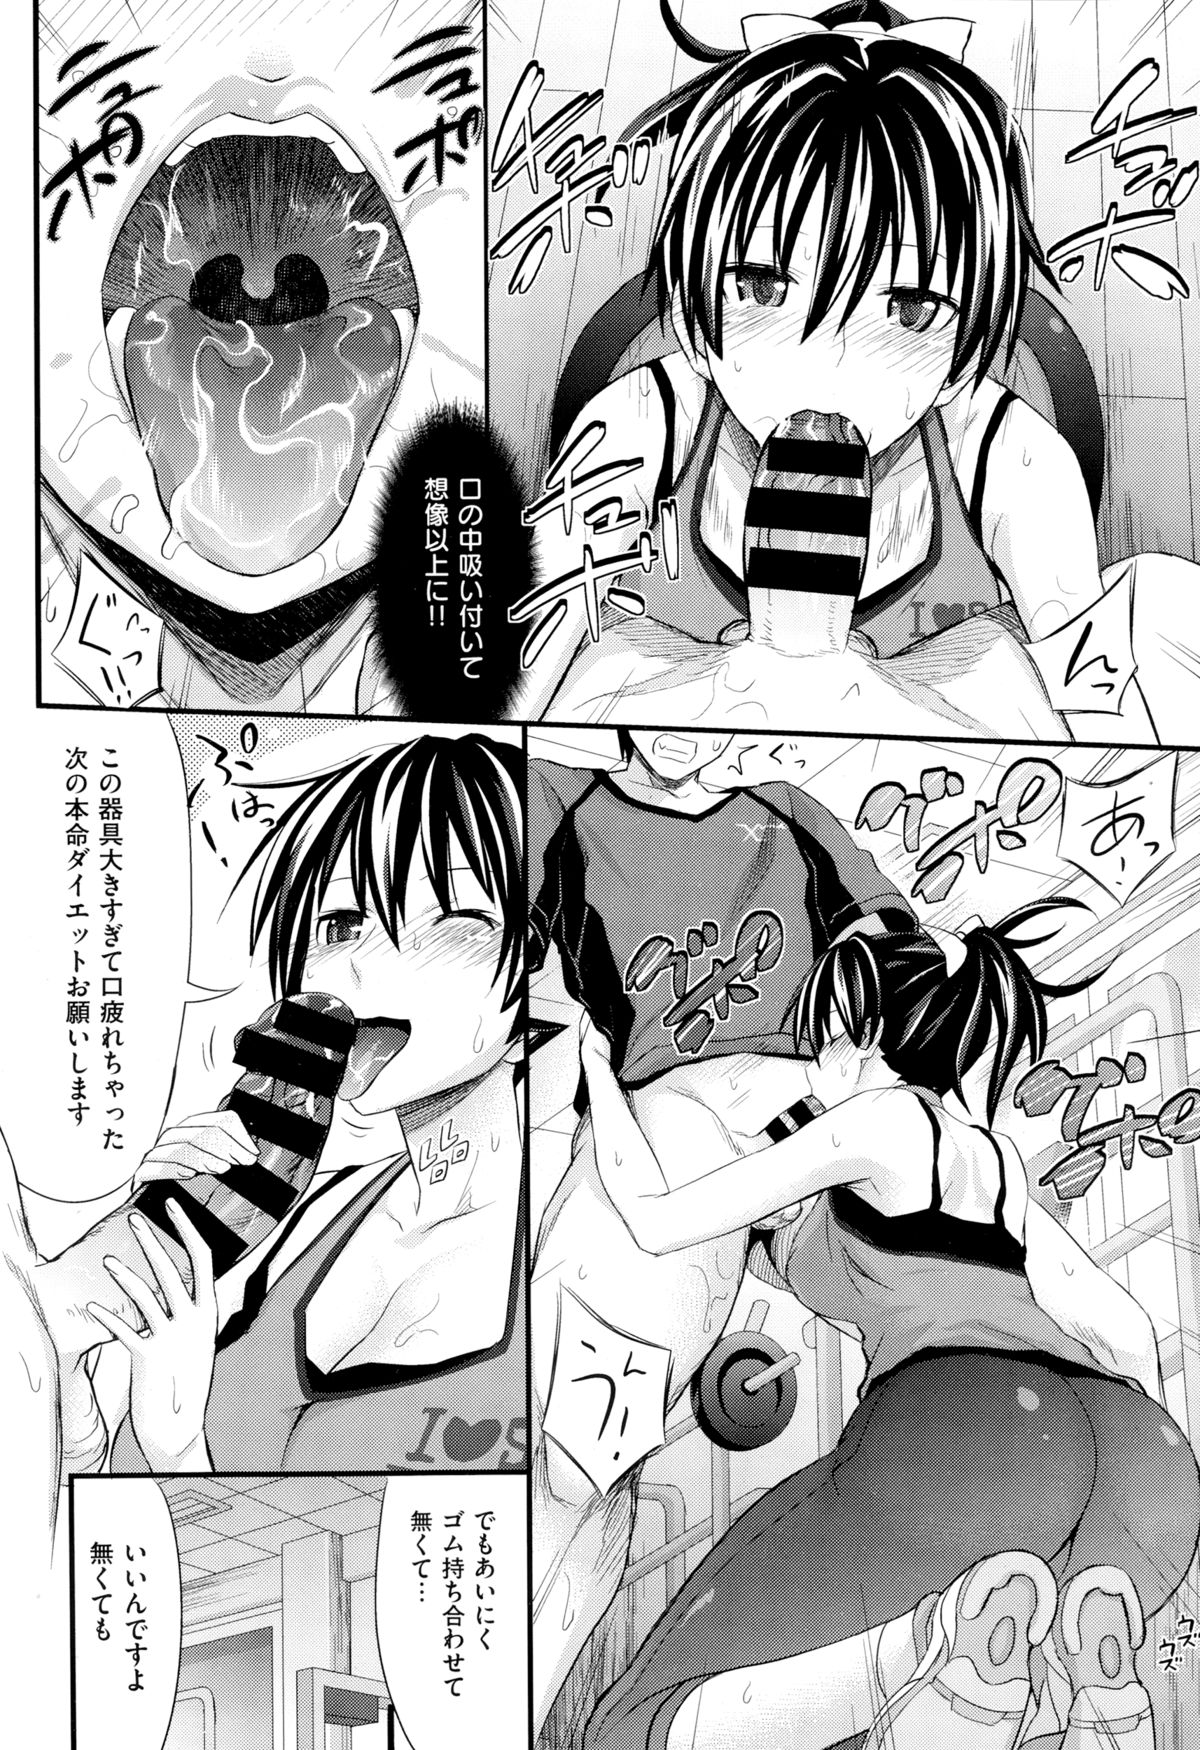 チュ
ボ
チュ
ボ
チュ
ボ
I♥S
んっ
ニュ
ポ
ニュ
ポ
口の中吸い付いて
想像以上に!!
ぐっ
あ、っ
グ
ポ
グ
ポ
グ
ポ
う゛ー!
ウズ
ウズ
ぷ
はっ
この器具大きすぎて口疲れちゃった
次の本命ダイエットお願いします
I♥S
でもあいにく
ゴム持ち合わせて
無くて…
いいんですよ
無くても